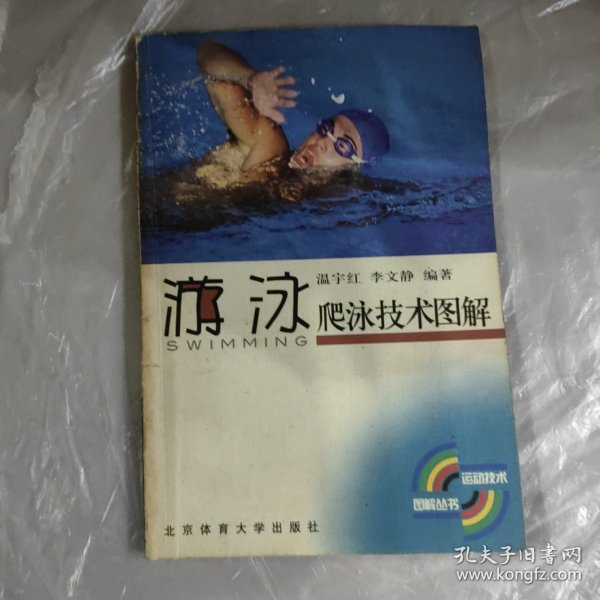 温宇红 李文静 编著
游泳
爬泳技术图解
SWIMMING
运动技术
图解丛书
北京体育大学出版社
孔夫子旧书网
www.kongfz.com